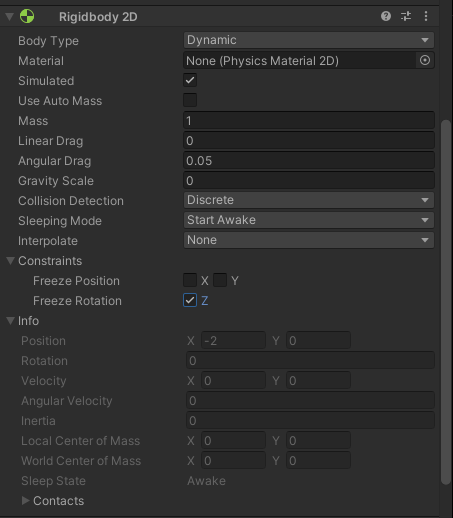 Rigidbody 2D
Body Type Dynamic
Material None (Physics Material 2D)
Simulated
Use Auto Mass
Mass 1
Linear Drag 0
Angular Drag 0.05
Gravity Scale 0
Collision Detection Discrete
Sleeping Mode Start Awake
Interpolate None
Constraints
Freeze Position X Y
Freeze Rotation Z
Info
Position X -2 Y 0
Rotation 0
Velocity X 0 Y 0
Angular Velocity 0
Inertia 0
Local Center of Mass X 0 Y 0
World Center of Mass X 0 Y 0
Sleep State Awake
Contacts